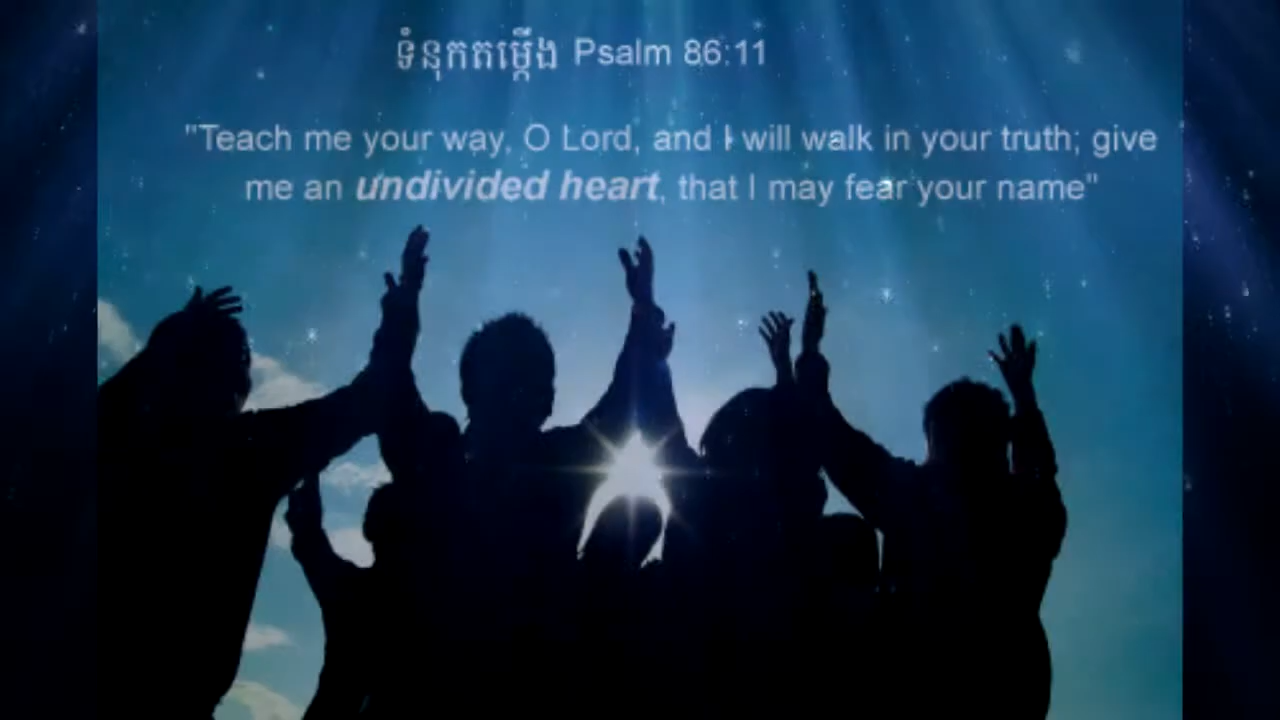 ទំនុកតម្កើង Psalm 86:11
"Teach me your way, O Lord, and I will walk in your truth; give
me an undivided heart, that I may fear your name"